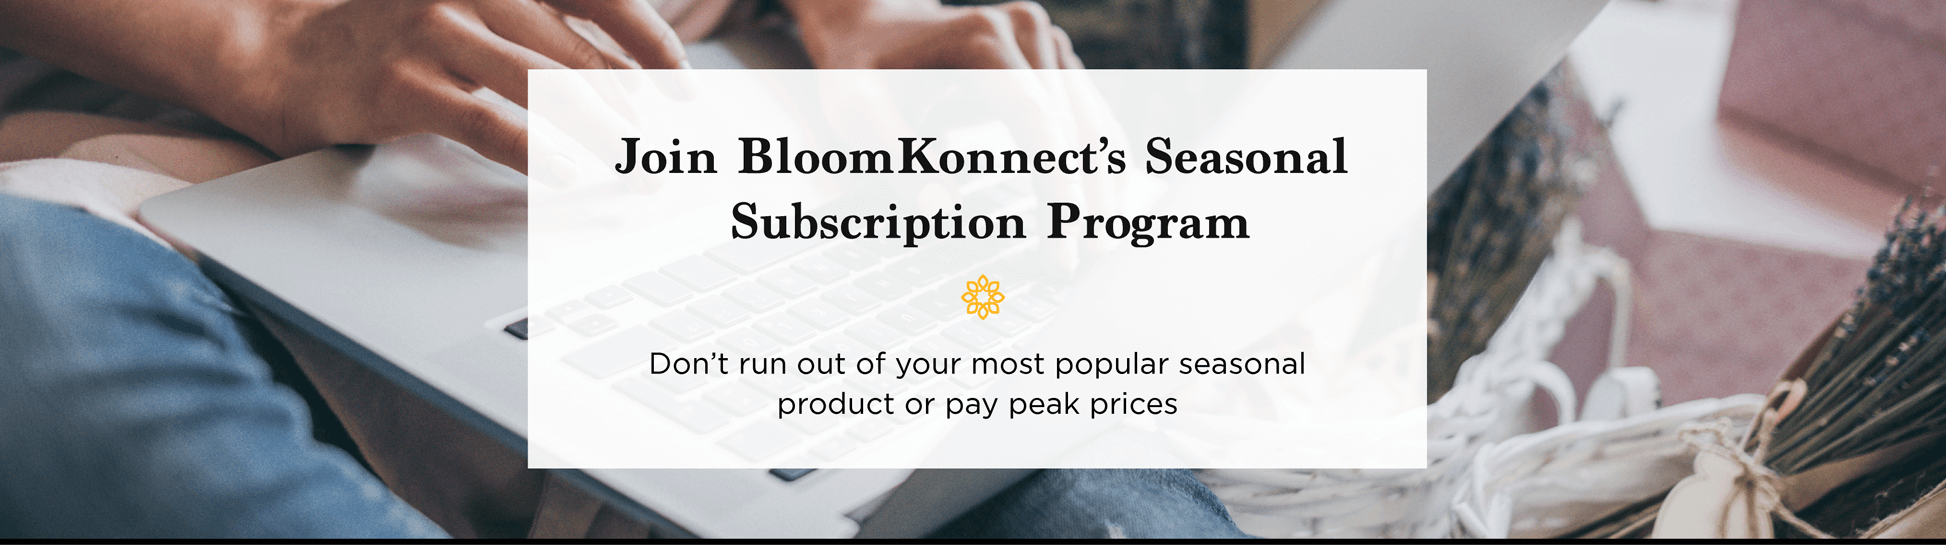 Join BloomKonnect’s Seasonal
Subscription Program
Don’t run out of your most popular seasonal
product or pay peak prices